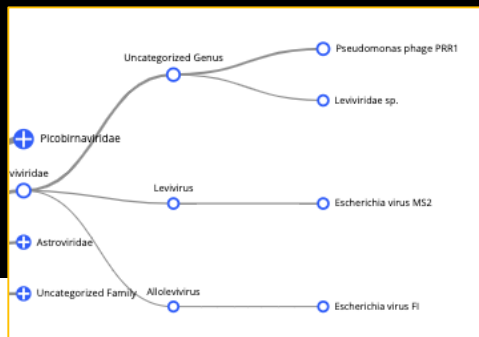 Pseudomonas phage PRR1
Uncategorized Genus
Leviviridae sp.
Picobirnaviridae
viviridae
Levivirus
Escherichia virus MS2
Astroviridae
Uncategorized Family
Allolevivirus
Escherichia virus FI